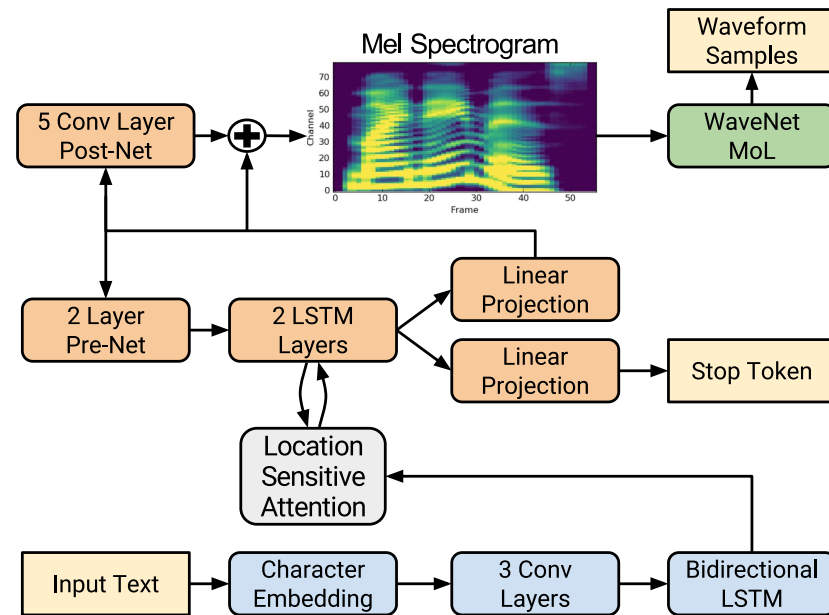 Mel Spectrogram
Waveform
Samples
5 Conv Layer
Post-Net
WaveNet
MoL
Channel
70
60
50
40
30
20
10
0
0 10 20 30 40 50
Frame
2 Layer
Pre-Net
2 LSTM
Layers
Linear
Projection
Linear
Projection
Stop Token
Location
Sensitive
Attention
Input Text
Character
Embedding
3 Conv
Layers
Bidirectional
LSTM